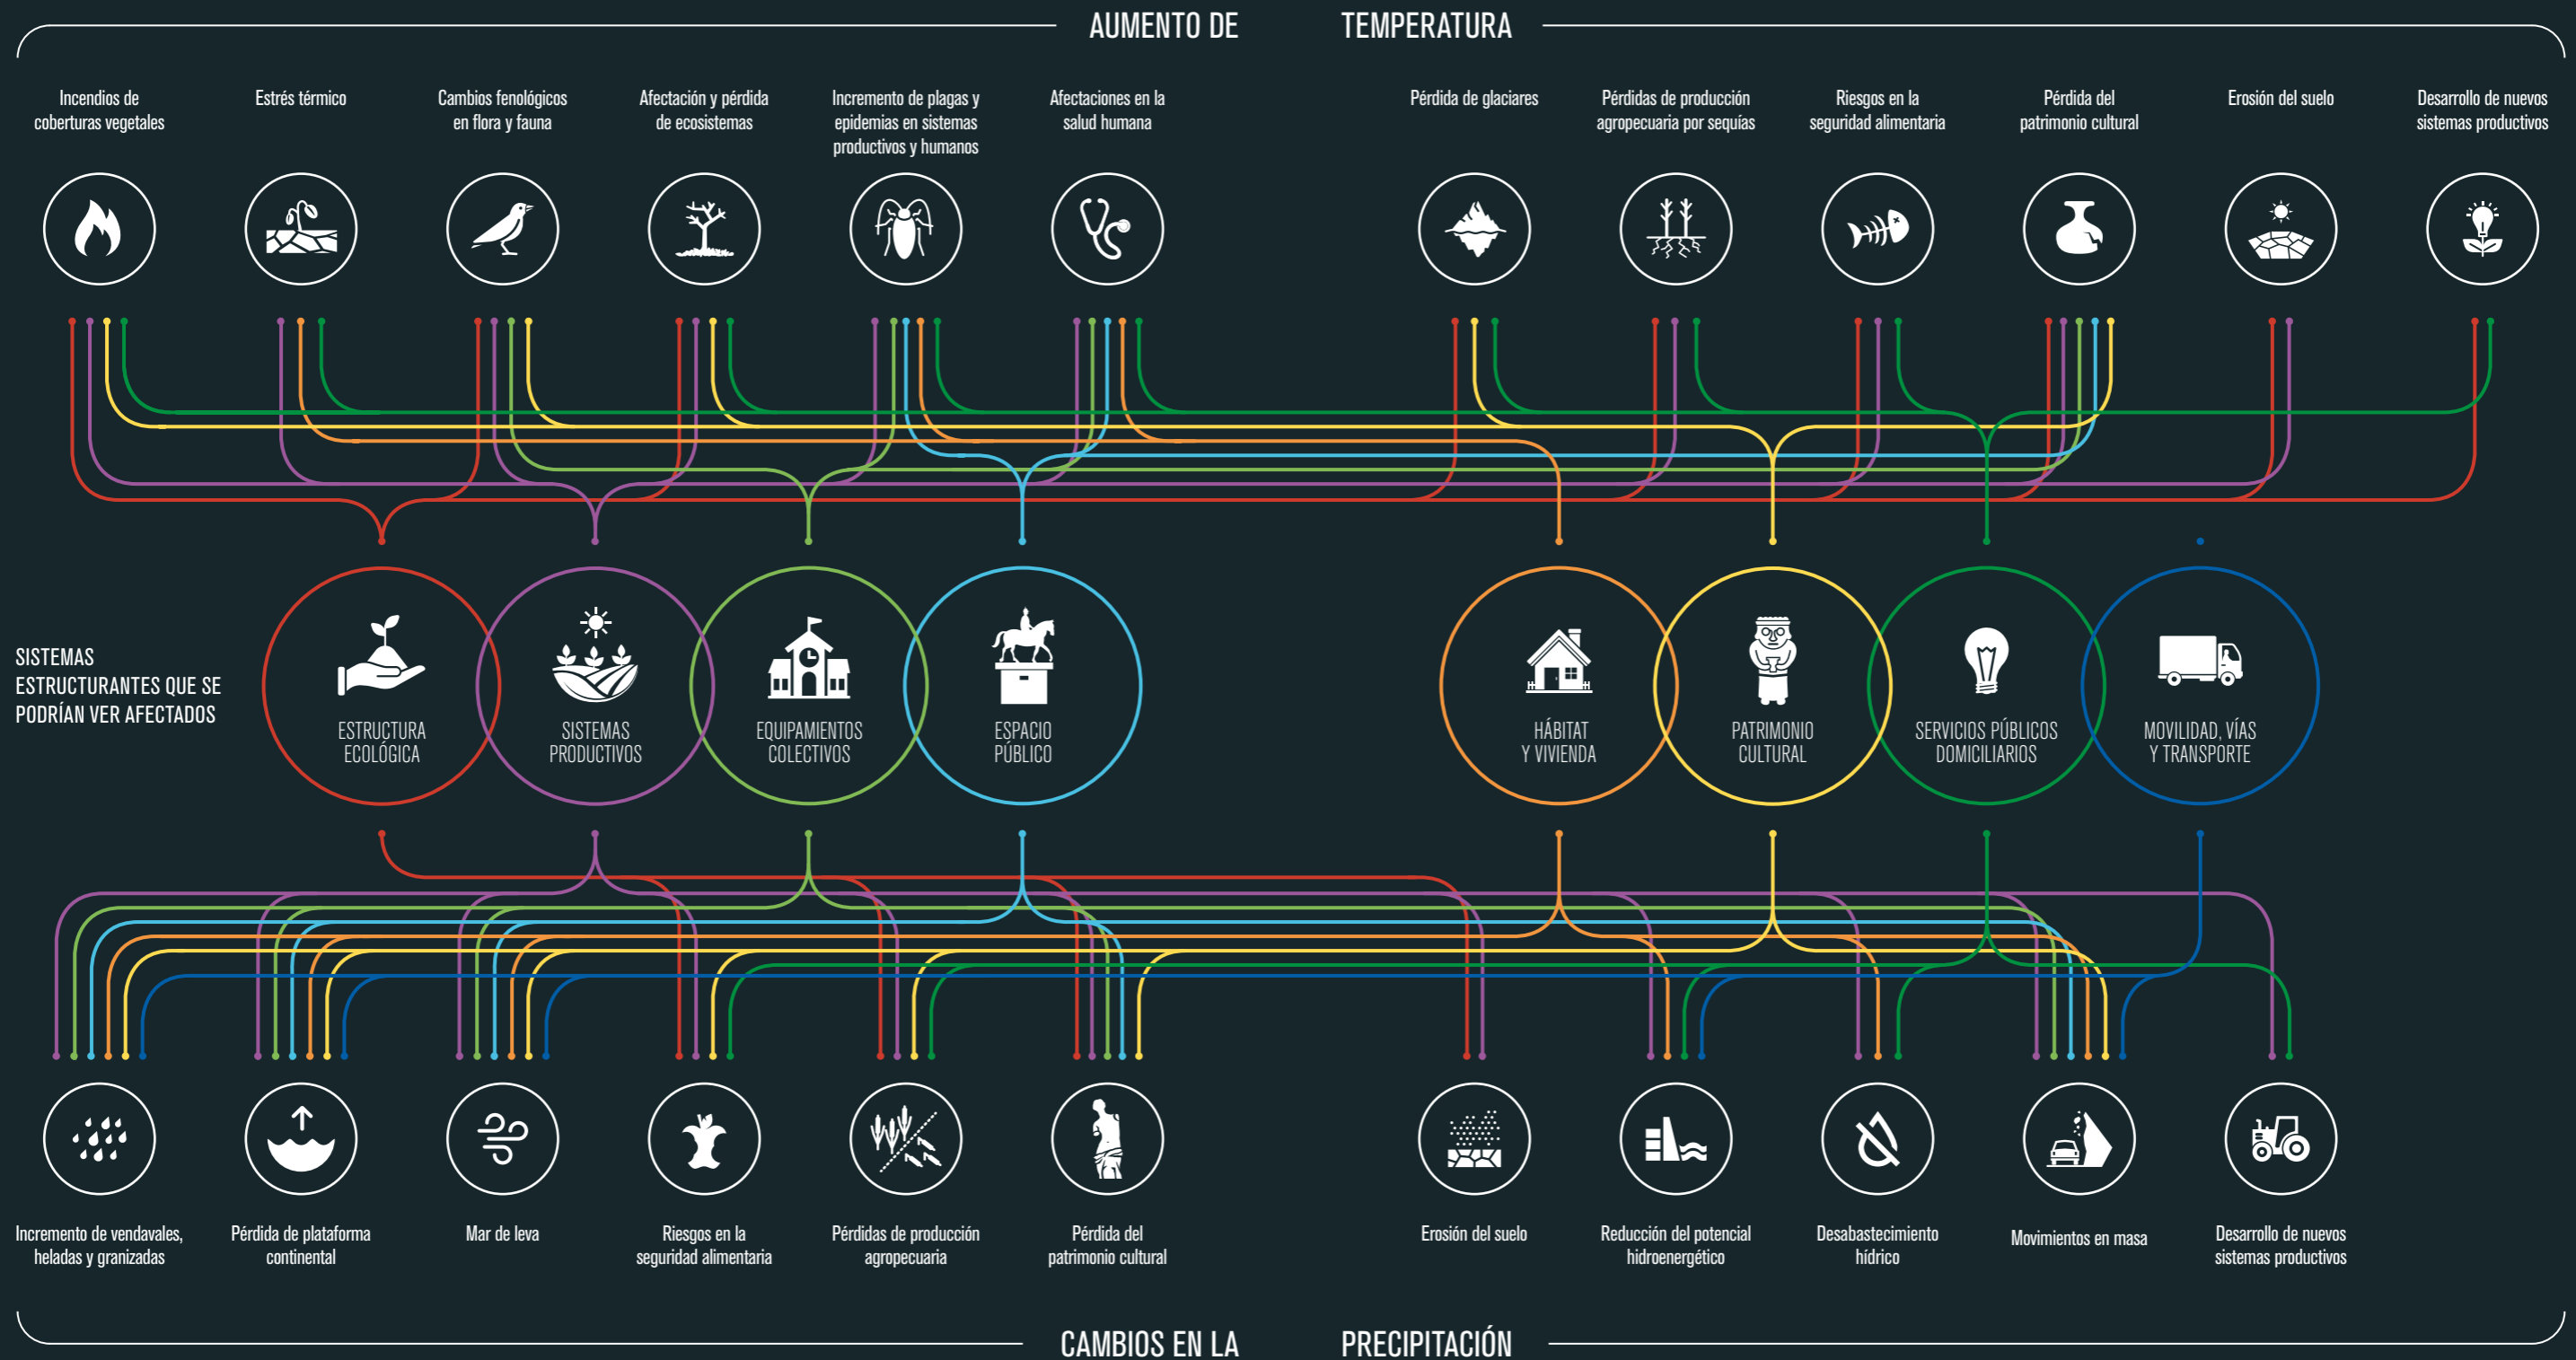 AUMENTO DE TEMPERATURA
Incendios de
coberturas vegetales
Estrés térmico
Cambios fenológicos
en flora y fauna
Afectación y pérdida
de ecosistemas
Incremento de plagas y
epidemias en sistemas
productivos y humanos
Afectaciones en la
salud humana
Pérdida de glaciares
Pérdidas de producción
agropecuaria por sequías
Riesgos en la
seguridad alimentaria
Pérdida del
patrimonio cultural
Erosión del suelo
Desarrollo de nuevos
sistemas productivos
SISTEMAS
ESTRUCTURANTES QUE SE
PODRÍAN VER AFECTADOS
ESTRUCTURA
ECOLÓGICA
SISTEMAS
PRODUCTIVOS
EQUIPAMIENTOS
COLECTIVOS
ESPACIO
PÚBLICO
HÁBITAT
Y VIVIENDA
PATRIMONIO
CULTURAL
SERVICIOS PÚBLICOS
DOMICILIARIOS
MOVILIDAD, VÍAS
Y TRANSPORTE
Incremento de vendavales,
heladas y granizadas
Pérdida de plataforma
continental
Mar de leva
Riesgos en la
seguridad alimentaria
Pérdidas de producción
agropecuaria
Pérdida del
patrimonio cultural
Erosión del suelo
Reducción del potencial
hidroenergético
Desabastecimiento
hídrico
Movimientos en masa
Desarrollo de nuevos
sistemas productivos
CAMBIOS EN LA PRECIPITACIÓN